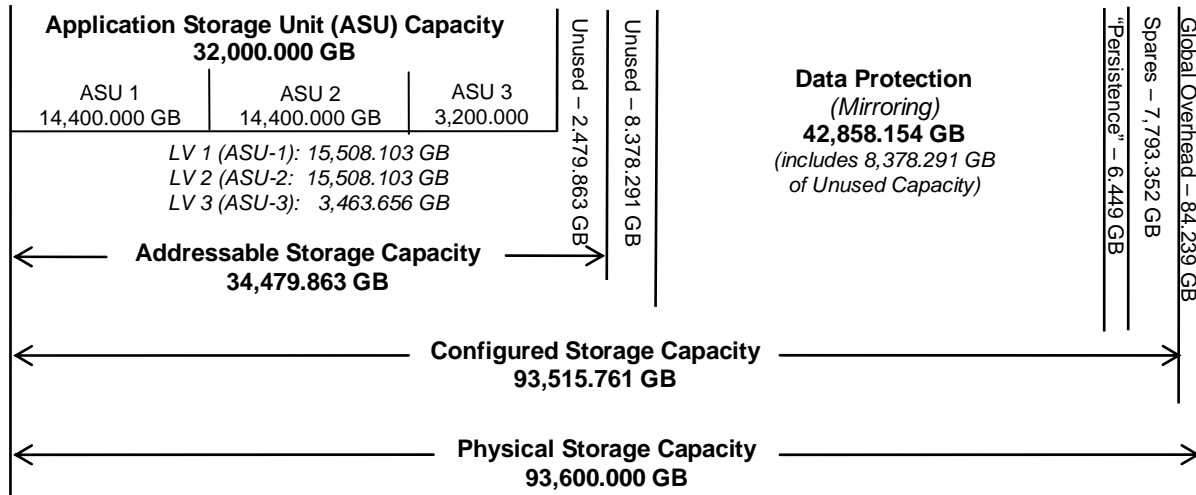 Application Storage Unit (ASU) Capacity
32,000.000 GB
ASU 1
14,400.000 GB
ASU 2
14,400.000 GB
ASU 3
3,200.000
LV 1 (ASU-1): 15,508.103 GB
LV 2 (ASU-2: 15,508.103 GB
LV 3 (ASU-3): 3,463.656 GB
Unused – 2.479.863 GB
Unused – 8.378.291 GB
Data Protection
(Mirroring)
42,858.154 GB
(includes 8,378.291 GB
of Unused Capacity)
"Persistence" – 6.449 GB
Spares – 7,793.352 GB
Global Overhead – 84.239 GB
Addressable Storage Capacity
34,479.863 GB
Configured Storage Capacity
93,515.761 GB
Physical Storage Capacity
93,600.000 GB